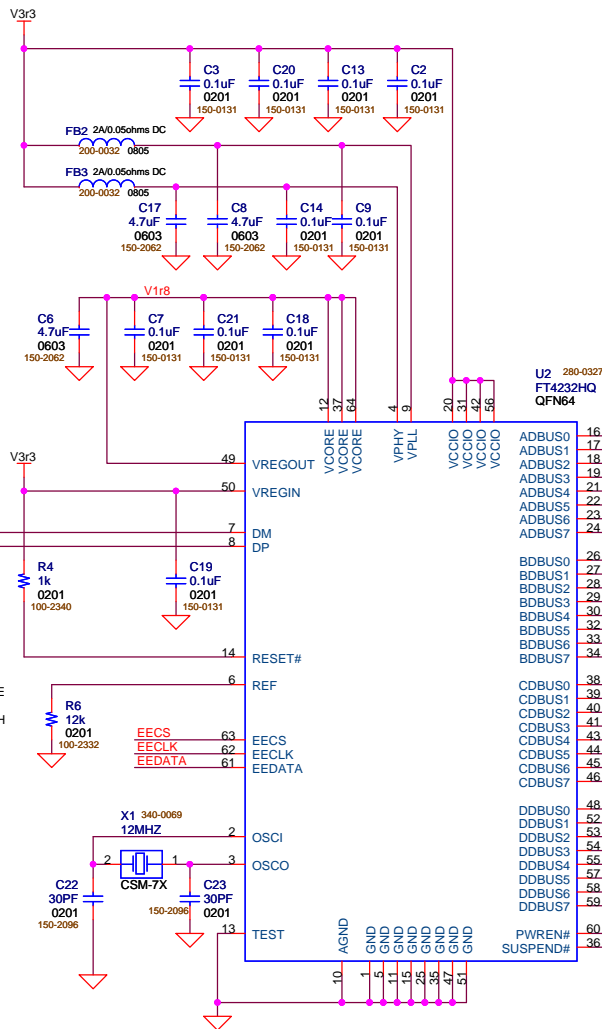 V3r3
C3 C20 C13 C2
0.1uF 0.1uF 0.1uF 0.1uF
0201 0201 0201 0201
150-0131 150-0131 150-0131 150-0131
FB2 2A/0.05ohms DC
200-0032 0805
FB3 2A/0.05ohms DC
200-0032 0805
C17 C8 C14 C9
4.7uF 4.7uF 0.1uF 0.1uF
0603 0603 0201 0201
150-2062 150-2062 150-0131 150-0131
V1r8
C6 C7 C21 C18
4.7uF 0.1uF 0.1uF 0.1uF
0603 0201 0201 0201
150-2062 150-0131 150-0131 150-0131
U2 280-0327
FT4232HQ
QFN64
12 37 64 4 9 20 31 42 56
VCORE VCORE VCORE VPHY VPLL VCCIO VCCIO VCCIO VCCIO
49 VREGOUT
V3r3
50 VREGIN
7 DM
8 DP
R4
1k
0201
100-2340
C19
0.1uF
0201
150-0131
14 RESET#
6 REF
E
H
R6
12k
0201
100-2332
EECS 63 EECS
EECLK 62 EECLK
EEDATA 61 EEDATA
X1 340-0069
12MHZ
2 OSCI
2 1 3 OSCO
CSM-7X
C22
30PF
0201
150-2096
C23
30PF
150-2096 0201
13 TEST
ADBUS0 16
ADBUS1 17
ADBUS2 18
ADBUS3 19
ADBUS4 21
ADBUS5 22
ADBUS6 23
ADBUS7 24
BDBUS0 26
BDBUS1 27
BDBUS2 28
BDBUS3 29
BDBUS4 30
BDBUS5 32
BDBUS6 33
BDBUS7 34
CDBUS0 38
CDBUS1 39
CDBUS2 40
CDBUS3 41
CDBUS4 43
CDBUS5 44
CDBUS6 45
CDBUS7 46
DDBUS0 48
DDBUS1 52
DDBUS2 53
DDBUS3 54
DDBUS4 55
DDBUS5 57
DDBUS6 58
DDBUS7 59
PWREN# 60
SUSPEND# 36
AGND GND GND GND GND GND GND GND GND
10 1 5 11 15 25 35 47 51